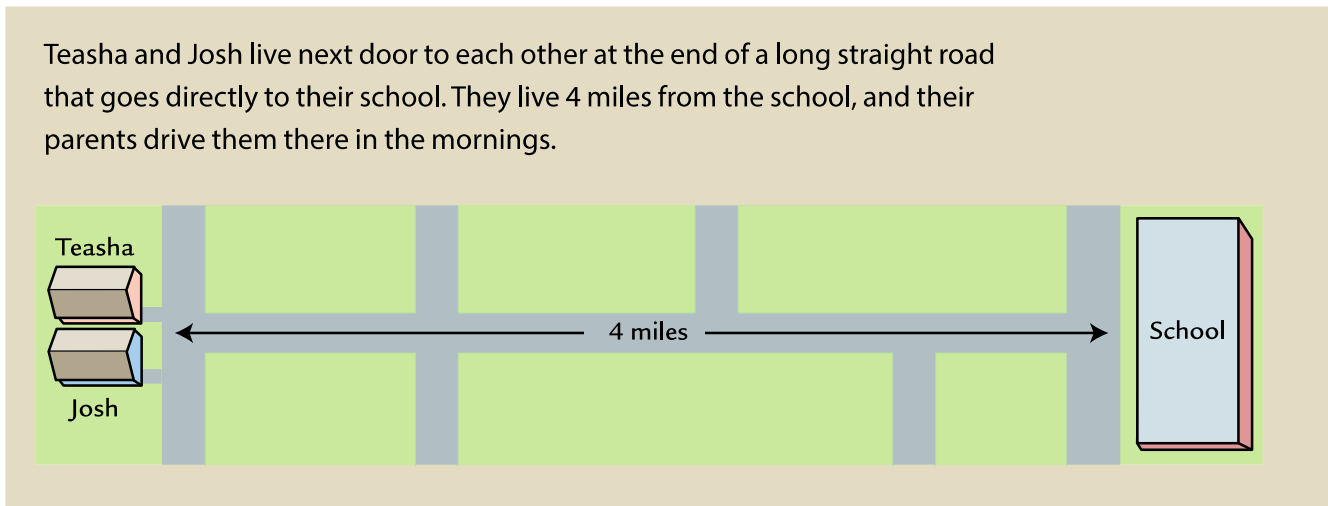 Teasha and Josh live next door to each other at the end of a long straight road
that goes directly to their school. They live 4 miles from the school, and their
parents drive them there in the mornings.
Teasha
4 miles
School
Josh